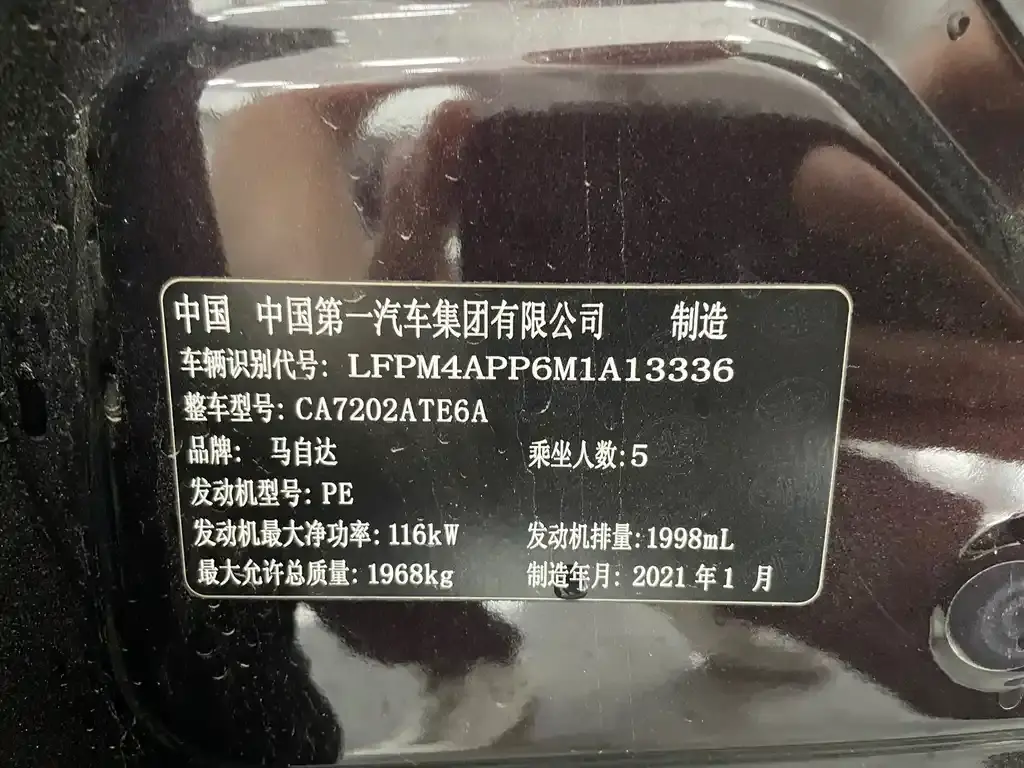 中国 中国第一汽车集团有限公司 制造
车辆识别代号: LFPM4APP6M1A13336
整车型号: CA7202ATE6A
品牌: 马自达 乘坐人数: 5
发动机型号: PE
发动机最大净功率: 116kW 发动机排量: 1998mL
最大允许总质量: 1968kg 制造年月: 2021 年 1 月